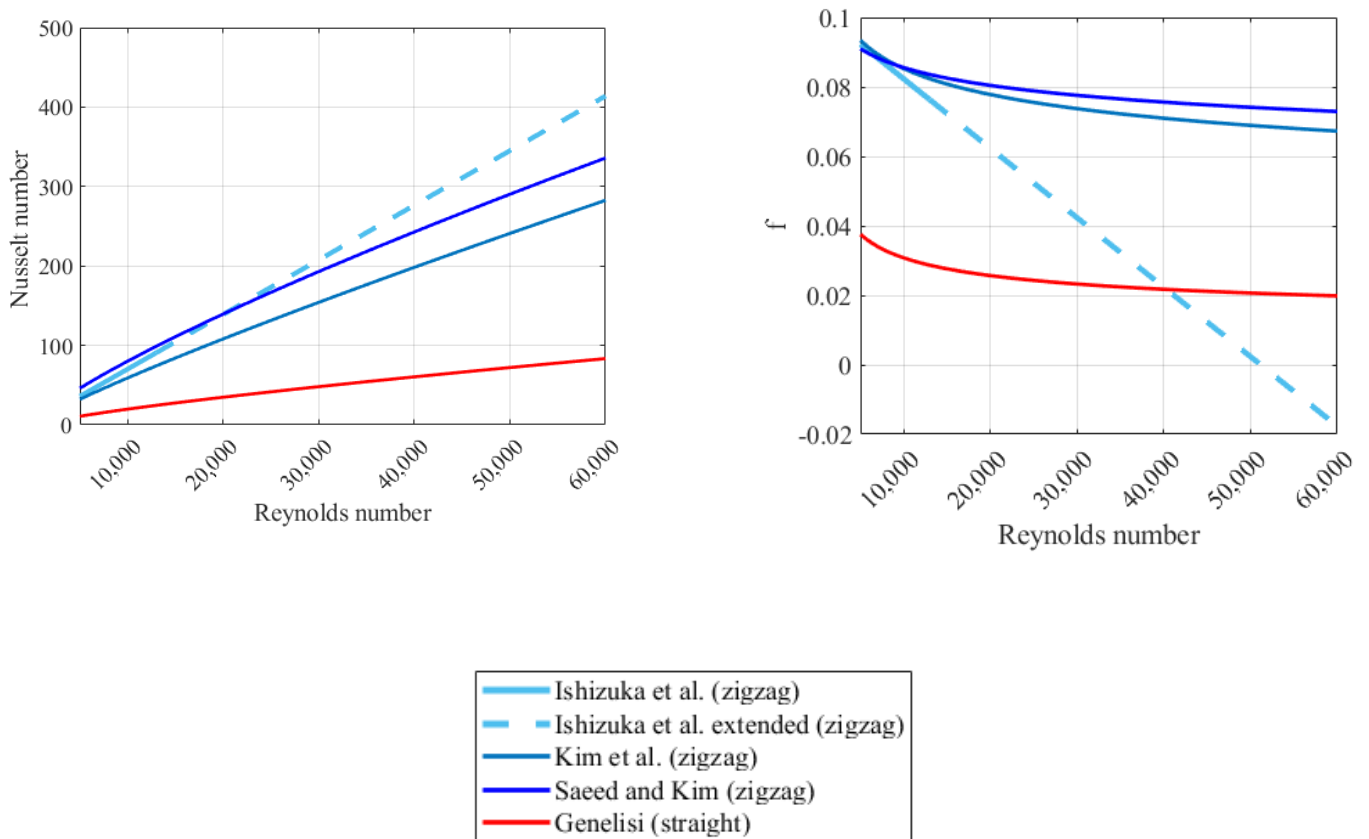 500
400
300
200
100
0
Nusselt number
10,000
20,000
30,000
40,000
50,000
60,000
Reynolds number
0.1
0.08
0.06
0.04
0.02
0
-0.02
f
10,000
20,000
30,000
40,000
50,000
60,000
Reynolds number
Ishizuka et al. (zigzag)
Ishizuka et al. extended (zigzag)
Kim et al. (zigzag)
Saeed and Kim (zigzag)
Genelisi (straight)